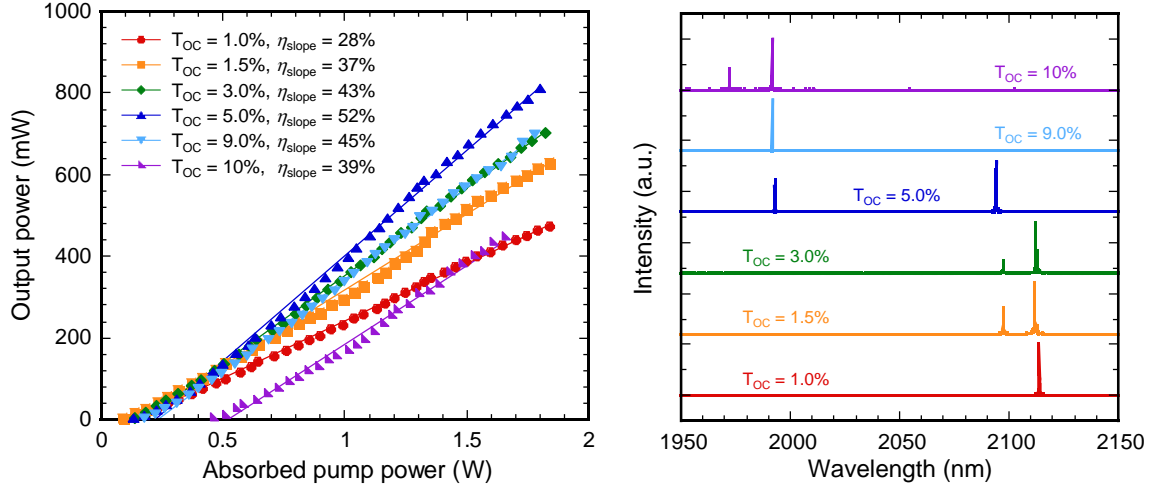 1000
800
600
400
200
0
Output power (mW)
T_OC = 1.0%, η_slope = 28%
T_OC = 1.5%, η_slope = 37%
T_OC = 3.0%, η_slope = 43%
T_OC = 5.0%, η_slope = 52%
T_OC = 9.0%, η_slope = 45%
T_OC = 10%, η_slope = 39%
0 0.5 1 1.5 2
Absorbed pump power (W)
Intensity (a.u.)
T_OC = 10%
T_OC = 9.0%
T_OC = 5.0%
T_OC = 3.0%
T_OC = 1.5%
T_OC = 1.0%
1950 2000 2050 2100 2150
Wavelength (nm)